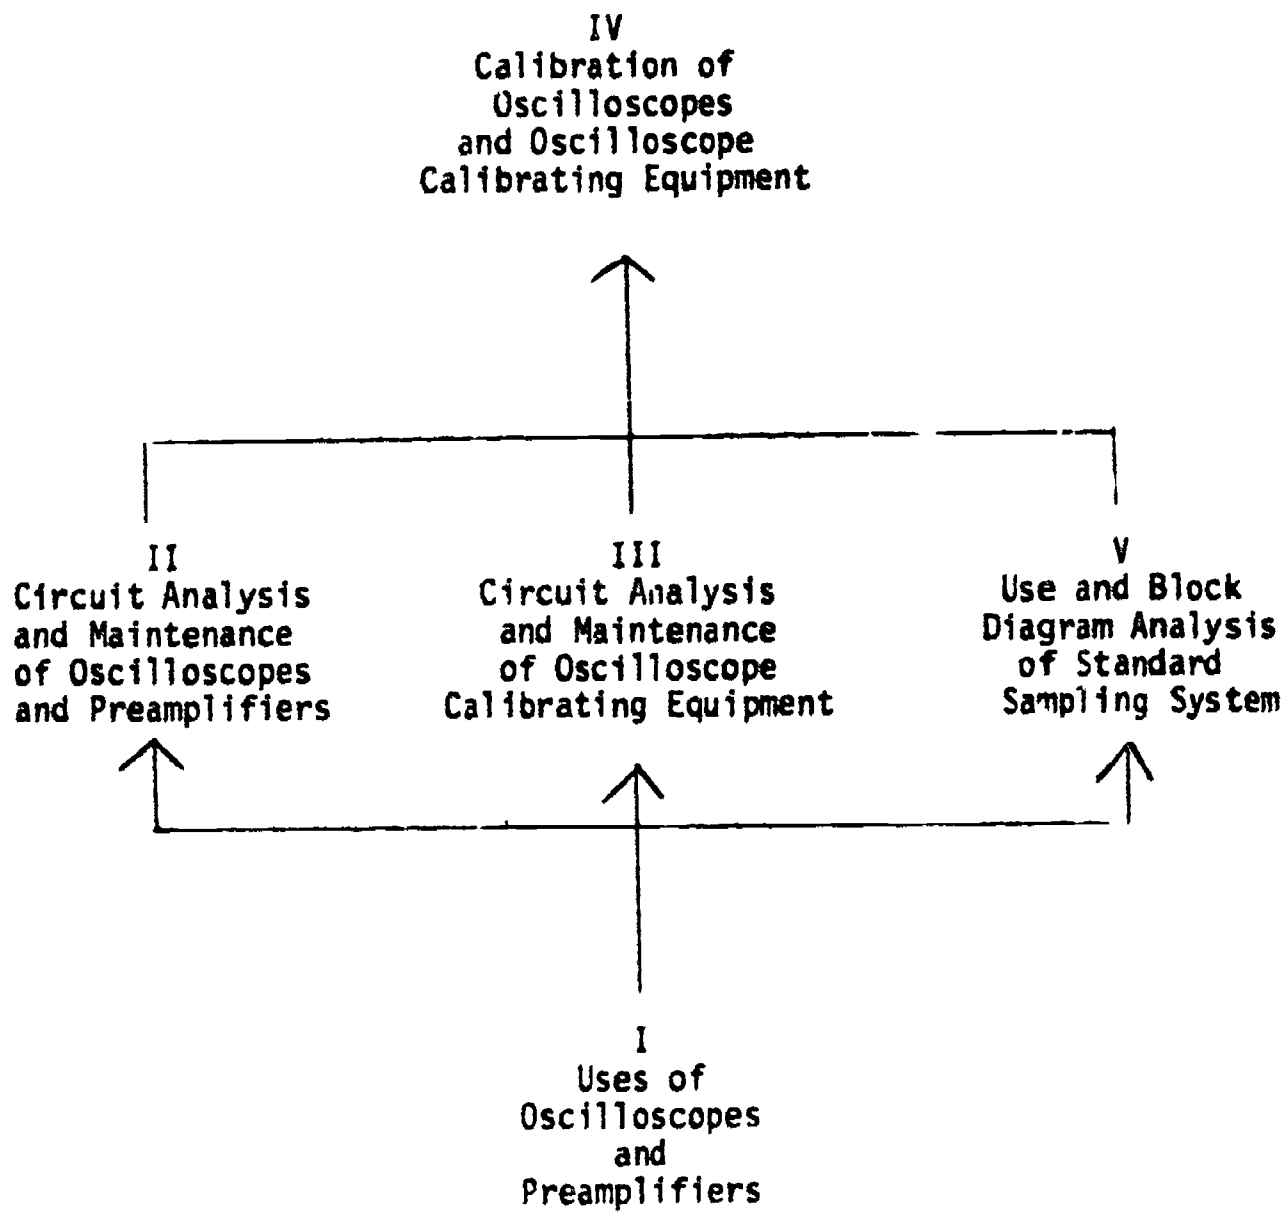 IV
Calibration of
Oscilloscopes
and Oscilloscope
Calibrating Equipment
II
Circuit Analysis
and Maintenance
of Oscilloscopes
and Preamplifiers
III
Circuit Analysis
and Maintenance
of Oscilloscope
Calibrating Equipment
V
Use and Block
Diagram Analysis
of Standard
Sampling System
I
Uses of
Oscilloscopes
and
Preamplifiers